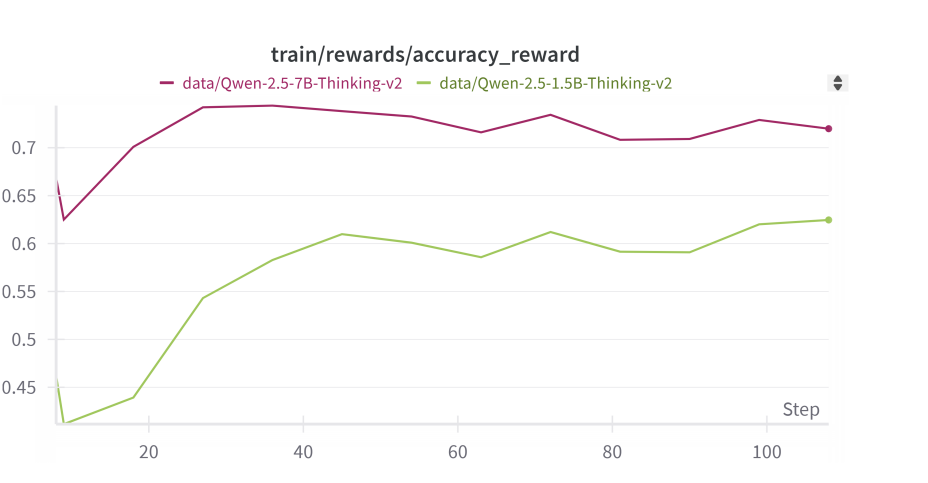 train/rewards/accuracy_reward
data/Qwen-2.5-7B-Thinking-v2 data/Qwen-2.5-1.5B-Thinking-v2
0.7
0.65
0.6
0.55
0.5
0.45
Step
20 40 60 80 100